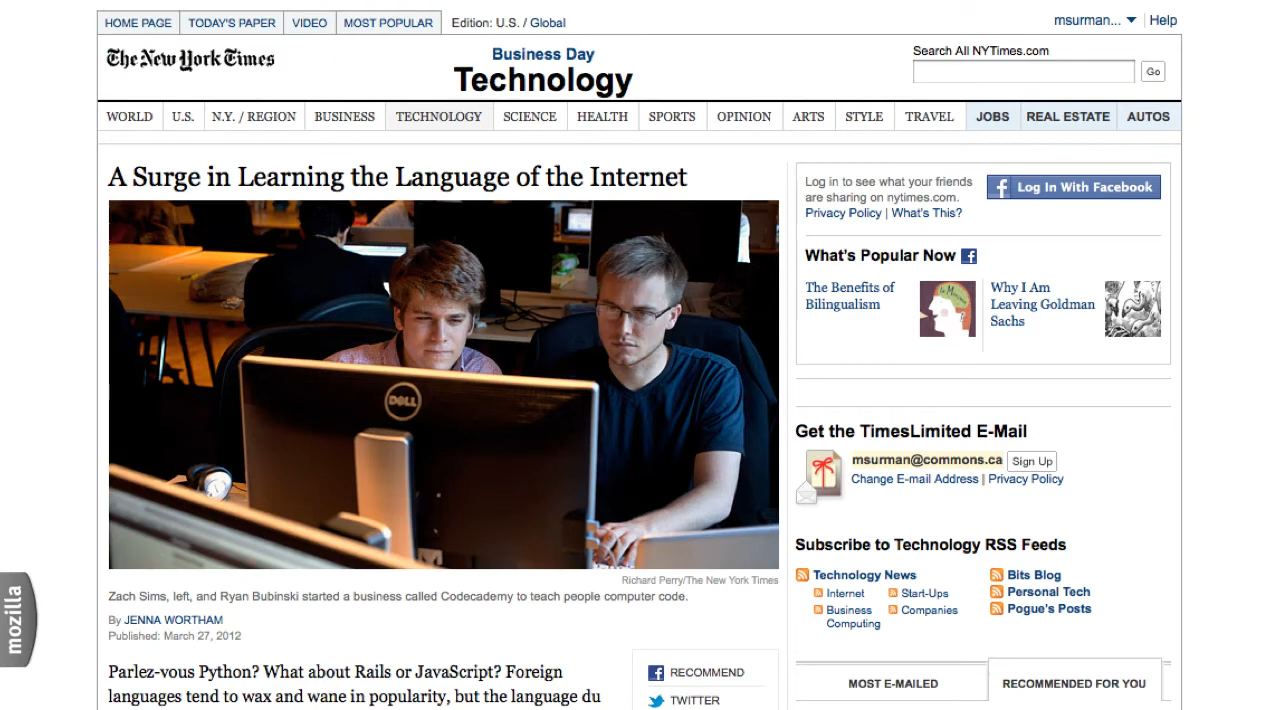 HOME PAGE TODAY'S PAPER VIDEO MOST POPULAR Edition: U.S. / Global
msurman... Help
The New York Times
Business Day
Technology
Search All NYTimes.com
Go
WORLD U.S. N.Y. / REGION BUSINESS TECHNOLOGY SCIENCE HEALTH SPORTS OPINION ARTS STYLE TRAVEL JOBS REAL ESTATE AUTOS
A Surge in Learning the Language of the Internet
DELL
Richard Perry/The New York Times
Zach Sims, left, and Ryan Bubinski started a business called Codecademy to teach people computer code.
By JENNA WORTHAM
Published: March 27, 2012
Parlez-vous Python? What about Rails or JavaScript? Foreign
languages tend to wax and wane in popularity, but the language du
RECOMMEND
TWITTER
Log in to see what your friends
are sharing on nytimes.com.
Privacy Policy | What's This?
Log In With Facebook
What's Popular Now
The Benefits of
Bilingualism
Why I Am
Leaving Goldman
Sachs
Get the TimesLimited E-Mail
msurman@commons.ca Sign Up
Change E-mail Address | Privacy Policy
Subscribe to Technology RSS Feeds
Technology News
Internet Start-Ups
Business Companies
Computing
Bits Blog
Personal Tech
Pogue's Posts
MOST E-MAILED RECOMMENDED FOR YOU
mozilla